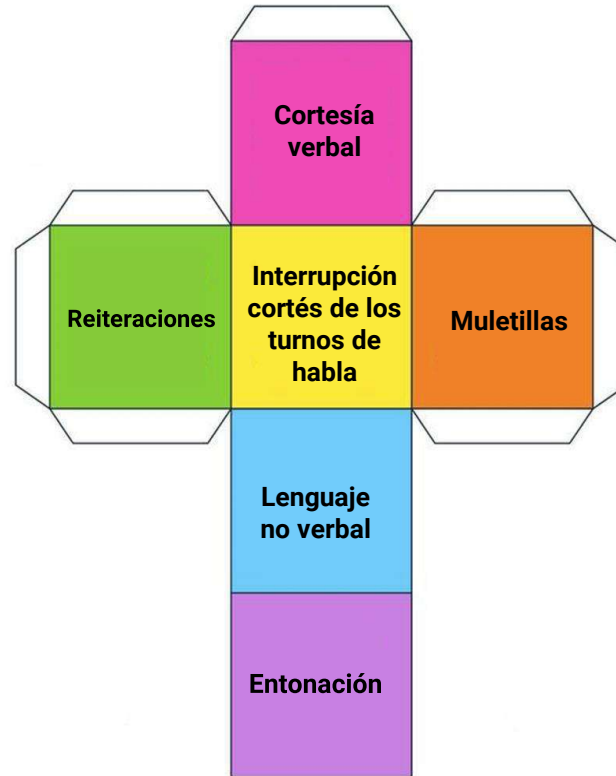 Cortesía
verbal
Reiteraciones
Interrupción
cortés de los
turnos de
habla
Muletillas
Lenguaje
no verbal
Entonación